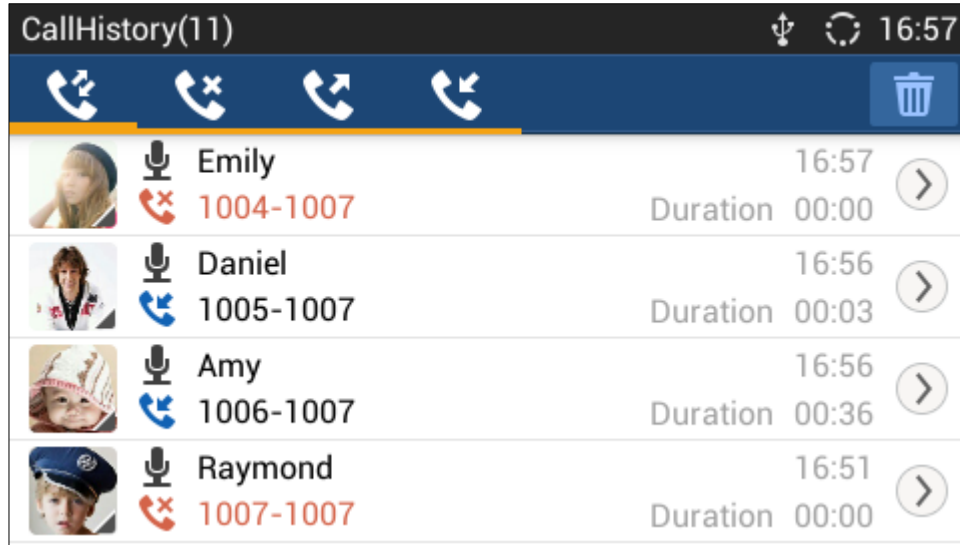 CallHistory(11) 16:57
Emily 16:57
1004-1007 Duration 00:00
Daniel 16:56
1005-1007 Duration 00:03
Amy 16:56
1006-1007 Duration 00:36
Raymond 16:51
1007-1007 Duration 00:00